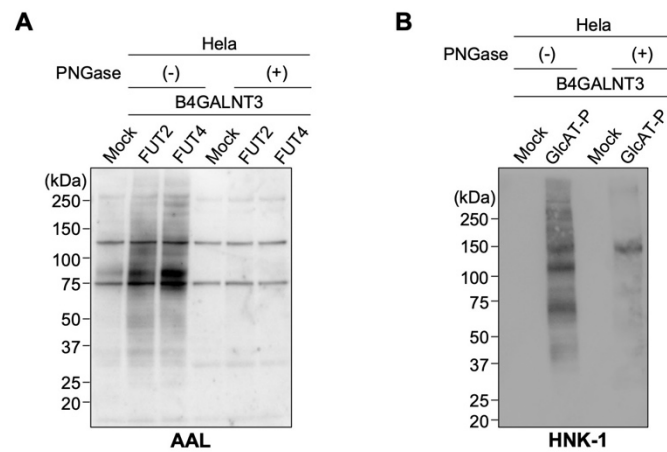 A
Hela
PNGase (-) (+)
B4GALNT3
Mock FUT2 FUT4 Mock FUT2 FUT4
(kDa)
250
150
100
75
50
37
25
20
AAL
B
Hela
PNGase (-) (+)
B4GALNT3
Mock GlcAT-P Mock GlcAT-P
(kDa)
250
150
100
75
50
37
25
20
HNK-1